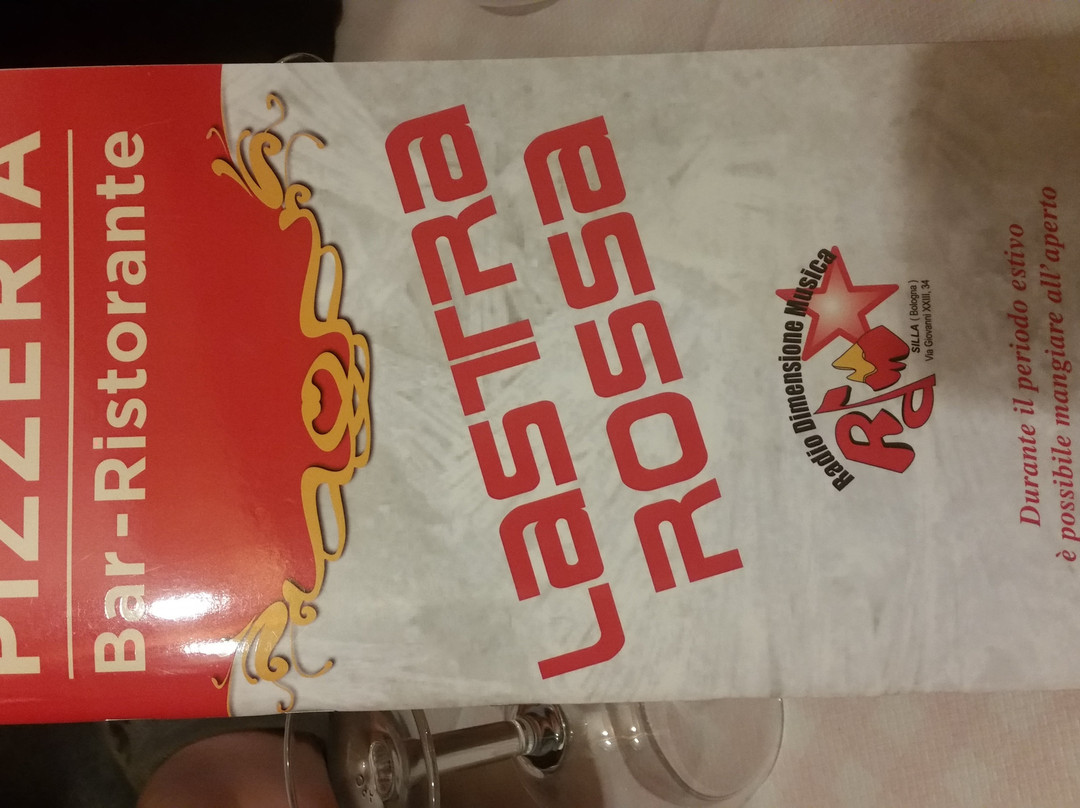 PIZZERIA
Bar-Ristorante
LASTRA
ROSSA
Radio Dimensione Musica
Rdm
SILLA (Bologna)
Via Giovanni XXIII, 34
Durante il periodo estivo
è possibile mangiare all'aperto